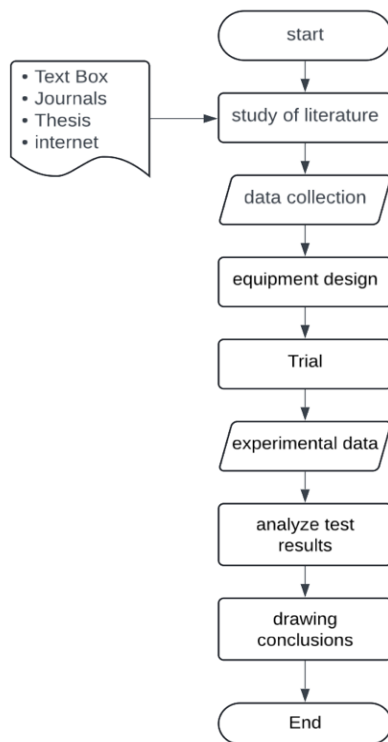 start
• Text Box
• Journals
• Thesis
• internet
study of literature
data collection
equipment design
Trial
experimental data
analyze test
results
drawing
conclusions
End